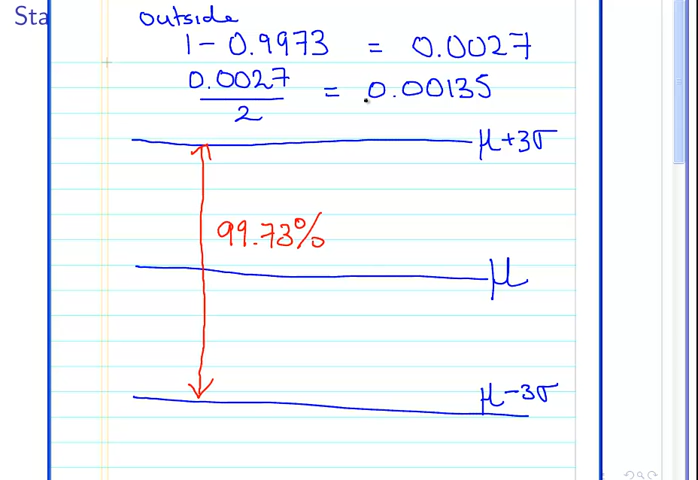 Sta
outside
1 - 0.9973 = 0.0027
0.0027 / 2 = 0.00135
μ+3σ
99.73%
μ
μ-3σ